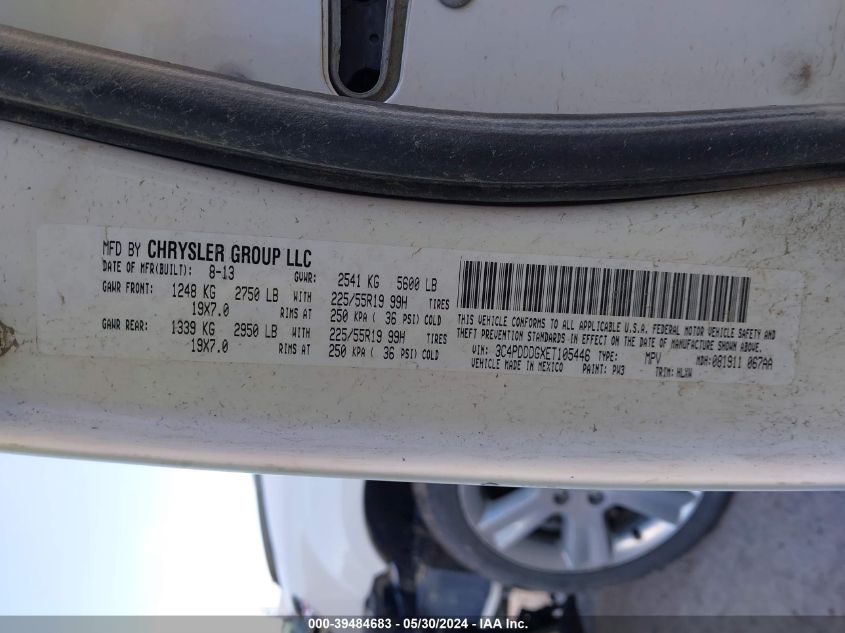 MFD BY CHRYSLER GROUP LLC
DATE OF MFR(BUILT): 8-13 GVWR: 2541 KG 5600 LB
GAWR FRONT: 1248 KG 2750 LB WITH 225/55R19 99H TIRES
19X7.0 RIMS AT 250 KPA ( 36 PSI) COLD
GAWR REAR: 1339 KG 2950 LB WITH 225/55R19 99H TIRES
19X7.0 RIMS AT 250 KPA ( 36 PSI) COLD
THIS VEHICLE CONFORMS TO ALL APPLICABLE U.S.A. FEDERAL MOTOR VEHICLE SAFETY AND
THEFT PREVENTION STANDARDS IN EFFECT ON THE DATE OF MANUFACTURE SHOWN ABOVE.
VIN: 3C4PDDDGXET105446 TYPE: MPV MDH: 081911 067AA
VEHICLE MADE IN MEXICO PAINT: PW3 TRIM: HLXW
000-39484683 - 05/30/2024 - IAA Inc.